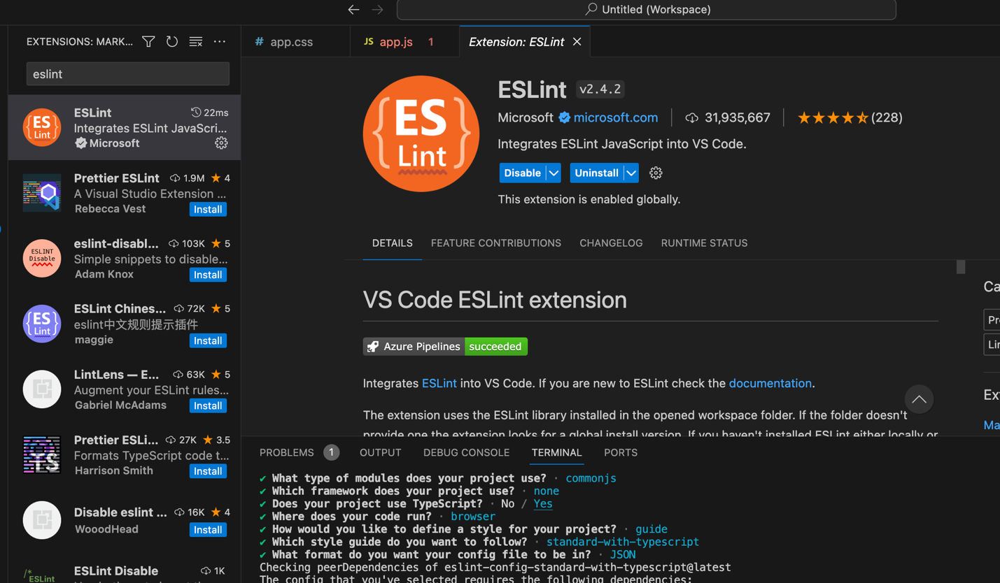 Untitled (Workspace)
EXTENSIONS: MARK...
eslint
ESLint 22ms
Integrates ESLint JavaScri...
Microsoft
Prettier ESLint 1.9M 4
A Visual Studio Extension ...
Rebecca Vest Install
ESLINT
Disable
eslint-disabl... 103K 5
Simple snippets to disable...
Adam Knox Install
ESLint Chines... 72K 5
eslint中文规则提示插件
maggie Install
LintLens — E... 63K 5
Augment your ESLint rules...
Gabriel McAdams Install
Prettier ESLi... 27K 3.5
Formats TypeScript code t...
Harrison Smith Install
TS
Disable eslint ... 16K 4
WooodHead Install
/*
ESLint
ESLint Disable 1K
# app.css
JS app.js 1
Extension: ESLint
{ES
Lint}
ESLint v2.4.2
Microsoft microsoft.com 31,935,667 (228)
Integrates ESLint JavaScript into VS Code.
Disable Uninstall
This extension is enabled globally.
DETAILS FEATURE CONTRIBUTIONS CHANGELOG RUNTIME STATUS
VS Code ESLint extension
Azure Pipelines succeeded
Integrates ESLint into VS Code. If you are new to ESLint check the documentation.
The extension uses the ESLint library installed in the opened workspace folder. If the folder doesn't
provide one the extension looks for a global install version. If you haven't installed ESLint either locally or
Ca
Pr
Li
Ex
Ma
PROBLEMS 1 OUTPUT DEBUG CONSOLE TERMINAL PORTS
✔ What type of modules does your project use? · commonjs
✔ Which framework does your project use? · none
✔ Does your project use TypeScript? · No / Yes
✔ Where does your code run? · browser
✔ How would you like to define a style for your project? · guide
✔ Which style guide do you want to follow? · standard-with-typescript
✔ What format do you want your config file to be in? · JSON
Checking peerDependencies of eslint-config-standard-with-typescript@latest
The config that you've selected requires the following dependencies: